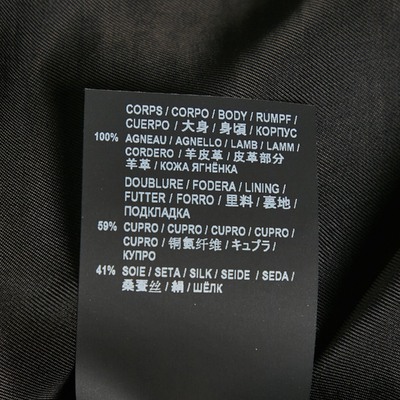 CORPS / CORPO / BODY / RUMPF /
CUERPO / 大身 / 身頃 / КОРПУС
100% AGNEAU / AGNELLO / LAMB / LAMM /
CORDERO / 羊皮革 / 皮革部分
羊革 / КОЖА ЯГНЁНКА
DOUBLURE / FODERA / LINING /
FUTTER / FORRO / 里料 / 裏地 /
ПОДКЛАДКА
59% CUPRO / CUPRO / CUPRO / CUPRO /
CUPRO / 铜氨纤维 / キュプラ /
КУПРО
41% SOIE / SETA / SILK / SEIDE / SEDA /
桑蚕丝 / 絹 / ШЁЛК